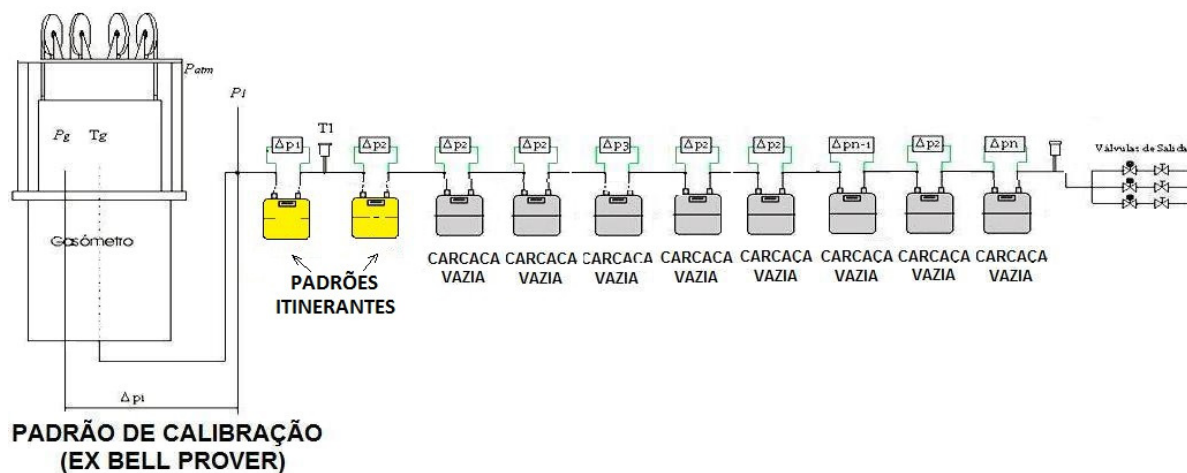 Patm
P1
Pg
Tg
Δp1
T1
Δp2
Δp2
Δp2
Δp3
Δp2
Δp2
Δpn-1
Δp2
Δpn
Válvulas de Salida
Gasómetro
PADRÕES
ITINERANTES
CARCACA
VAZIA
CARCACA
VAZIA
CARCACA
VAZIA
CARCACA
VAZIA
CARCACA
VAZIA
CARCAÇA
VAZIA
CARCAÇA
VAZIA
CARCAÇA
VAZIA
Δp1
PADRÃO DE CALIBRAÇÃO
(EX BELL PROVER)